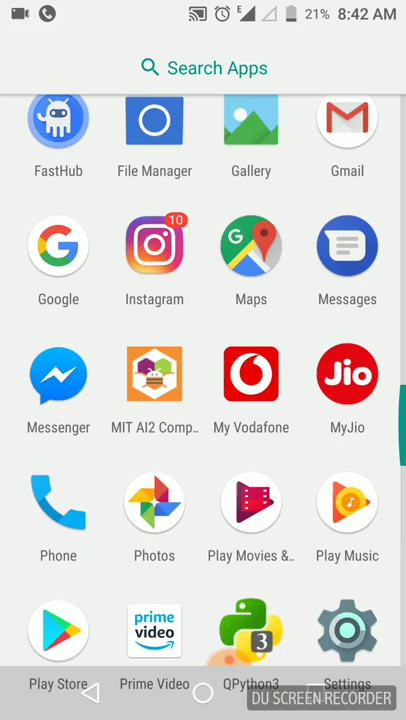 E 21% 8:42 AM
Search Apps
FastHub File Manager Gallery Gmail
G
10
G
Google Instagram Maps Messages
Jio
Messenger MIT AI2 Comp.. My Vodafone MyJio
Phone Photos Play Movies &.. Play Music
prime
video
3
Play Store Prime Video QPython3 Settings
DU SCREEN RECORDER